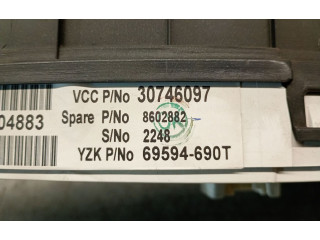 VCC P/No 30746097
04883
Spare P/No 8602882
S/No 2248
YZK P/No 69594-690T